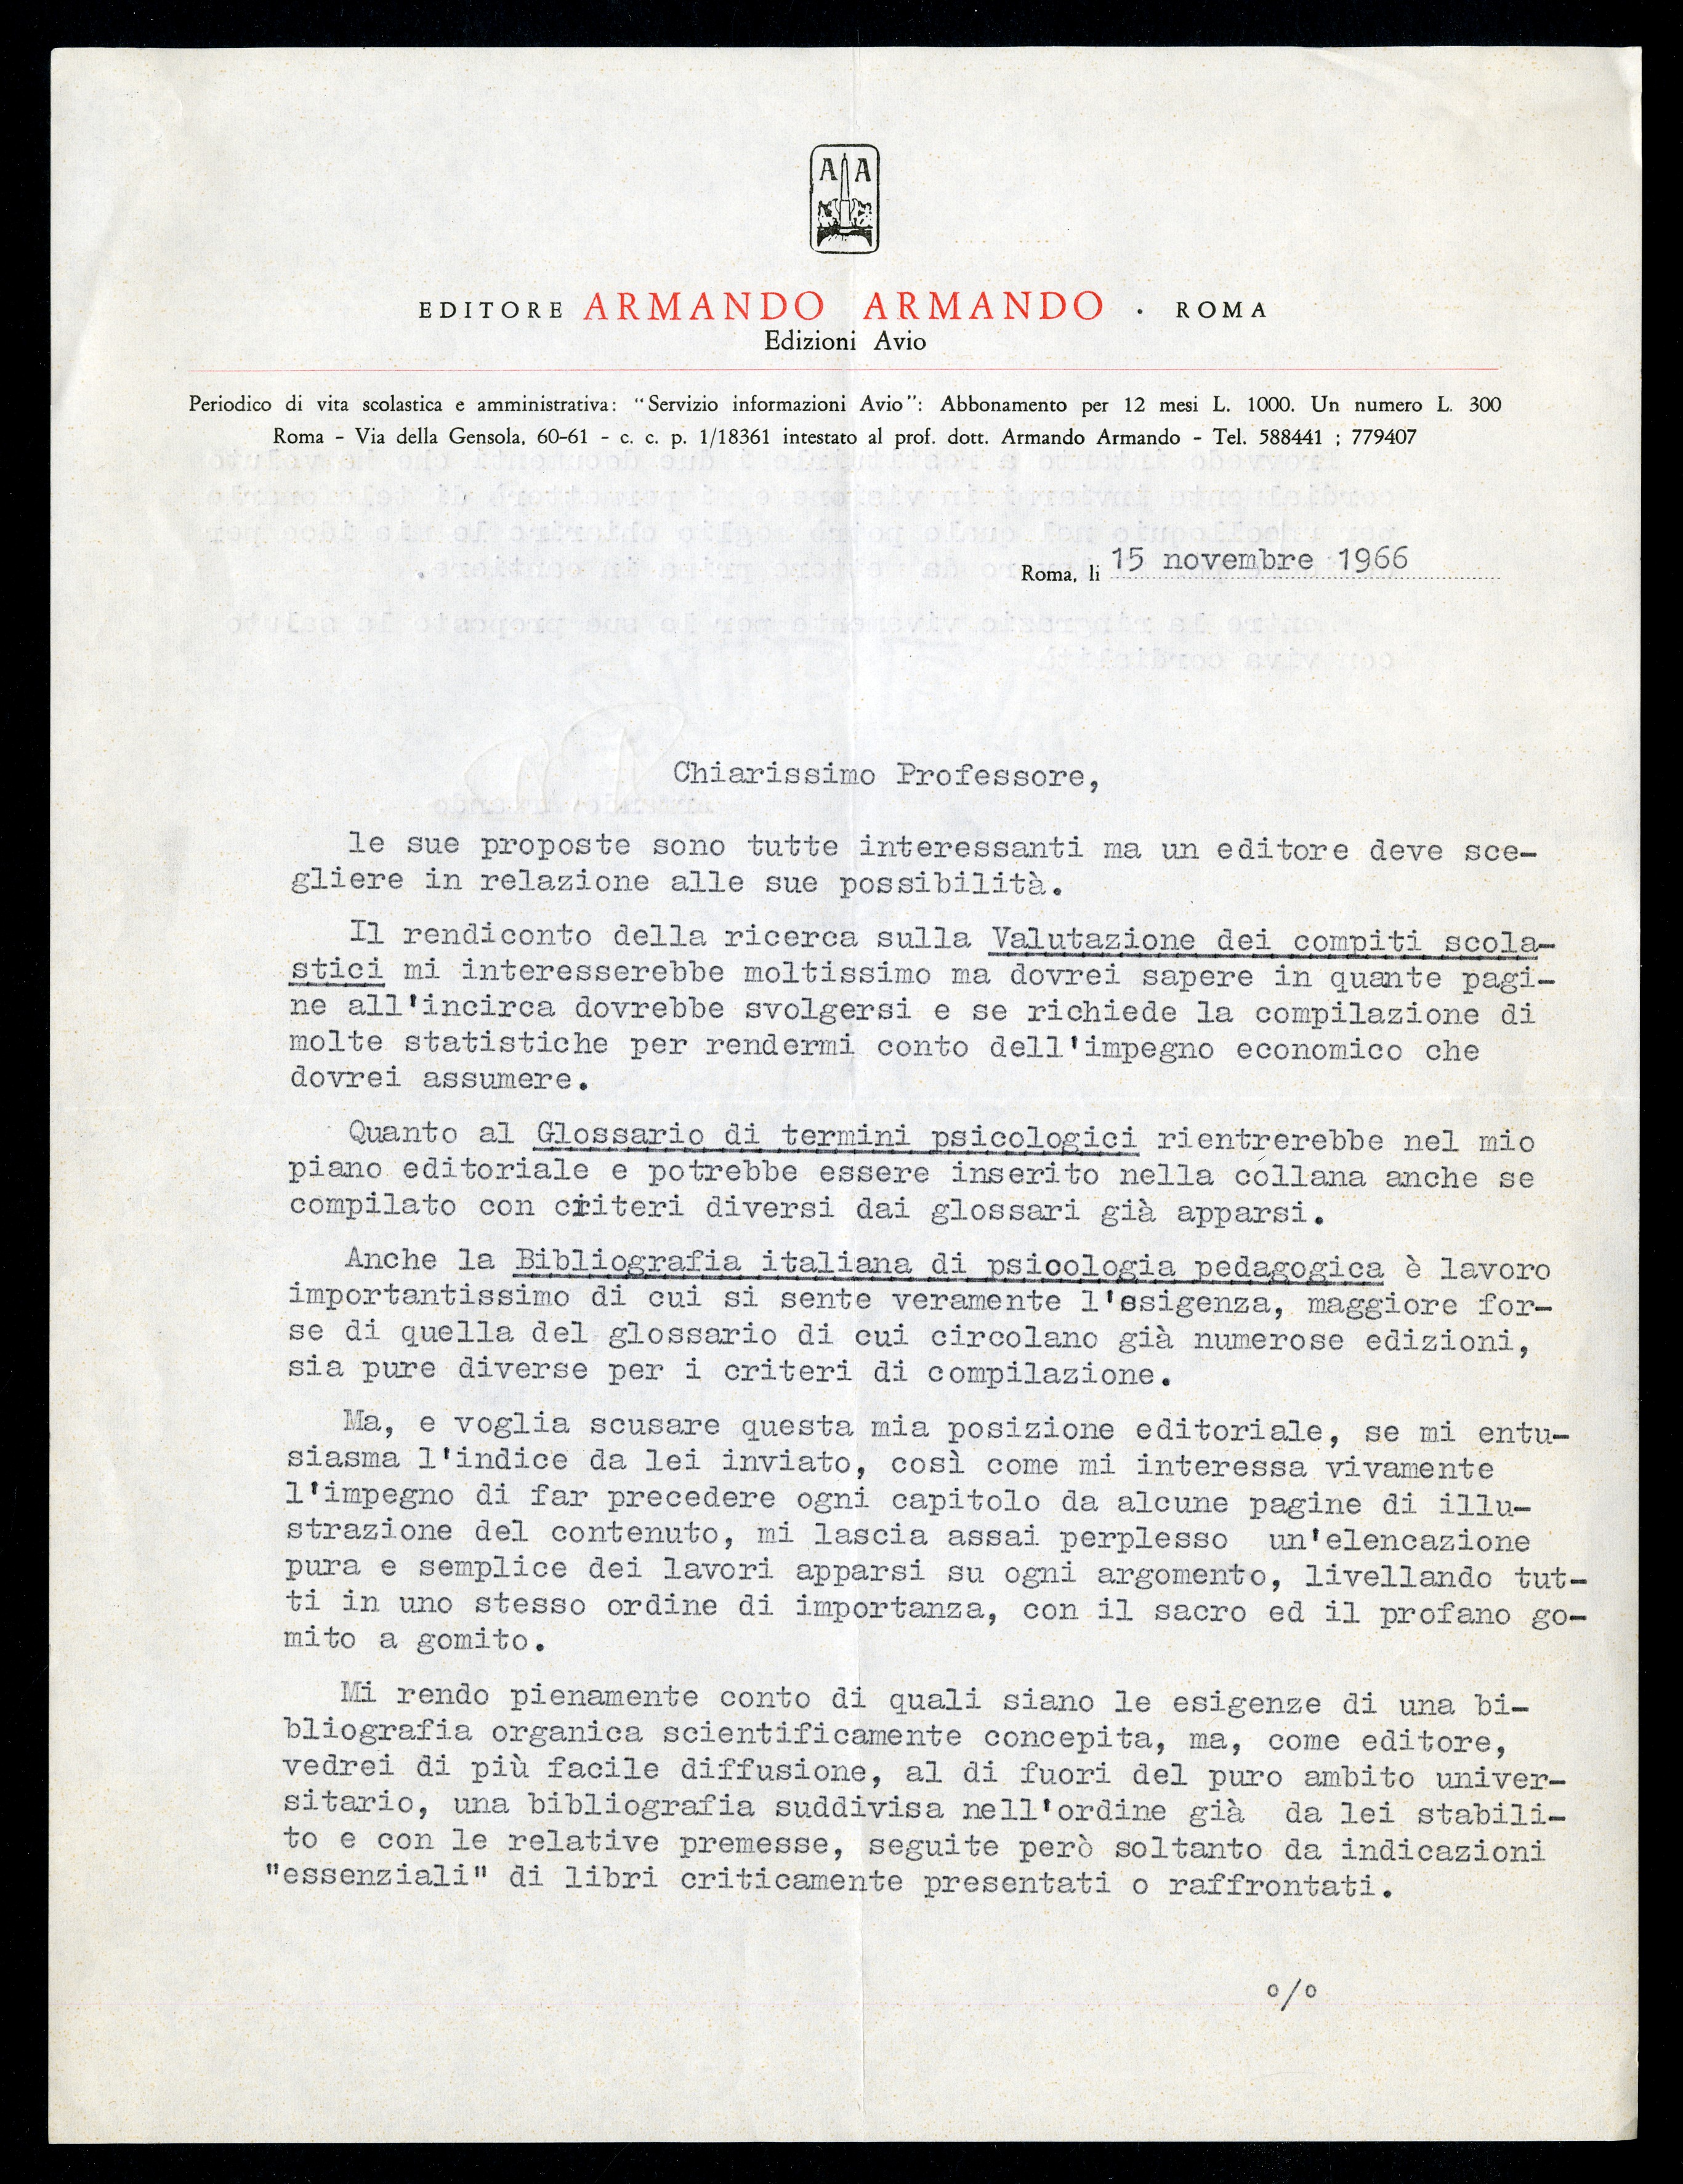 A A
EDITORE ARMANDO ARMANDO · ROMA
Edizioni Avio
Periodico di vita scolastica e amministrativa: "Servizio informazioni Avio": Abbonamento per 12 mesi L. 1000. Un numero L. 300
Roma - Via della Gensola, 60-61 - c. c. p. 1/18361 intestato al prof. dott. Armando Armando - Tel. 588441 ; 779407
Roma, li 15 novembre 1966
Chiarissimo Professore,
le sue proposte sono tutte interessanti ma un editore deve sce-
gliere in relazione alle sue possibilità.
Il rendiconto della ricerca sulla Valutazione dei compiti scola-
stici mi interesserebbe moltissimo ma dovrei sapere in quante pagi-
ne all'incirca dovrebbe svolgersi e se richiede la compilazione di
molte statistiche per rendermi conto dell'impegno economico che
dovrei assumere.
Quanto al Glossario di termini psicologici rientrerebbe nel mio
piano editoriale e potrebbe essere inserito nella collana anche se
compilato con criteri diversi dai glossari già apparsi.
Anche la Bibliografia italiana di psicologia pedagogica è lavoro
importantissimo di cui si sente veramente l'esigenza, maggiore for-
se di quella del glossario di cui circolano già numerose edizioni,
sia pure diverse per i criteri di compilazione.
Ma, e voglia scusare questa mia posizione editoriale, se mi entu-
siasma l'indice da lei inviato, così come mi interessa vivamente
l'impegno di far precedere ogni capitolo da alcune pagine di illu-
strazione del contenuto, mi lascia assai perplesso un'elencazione
pura e semplice dei lavori apparsi su ogni argomento, livellando tut-
ti in uno stesso ordine di importanza, con il sacro ed il profano go-
mito a gomito.
Mi rendo pienamente conto di quali siano le esigenze di una bi-
bliografia organica scientificamente concepita, ma, come editore,
vedrei di più facile diffusione, al di fuori del puro ambito univer-
sitario, una bibliografia suddivisa nell'ordine già da lei stabili-
to e con le relative premesse, seguite però soltanto da indicazioni
"essenziali" di libri criticamente presentati o raffrontati.
o/o